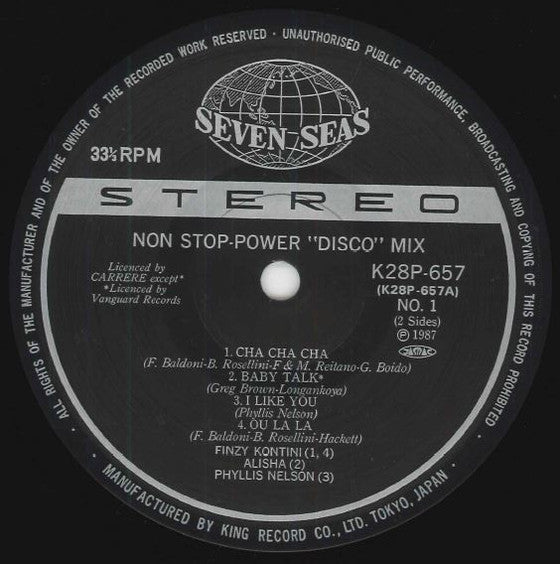 ALL RIGHTS OF THE MANUFACTURER AND OF THE OWNER OF THE RECORDED WORK RESERVED · UNAUTHORISED PUBLIC PERFORMANCE, BROADCASTING AND COPYING OF THIS RECORD PROHIBITED
SEVEN SEAS
33⅓ RPM
STEREO
NON STOP-POWER "DISCO" MIX
Licenced by
CARRERE except*
*Licenced by
Vanguard Records
K28P-657
(K28P-657A)
NO. 1
(2 Sides)
Ⓟ 1987
JASRAC
1. CHA CHA CHA
(F. Baldoni-B. Rosellini-F & M. Reitano-G. Boido)
2. BABY TALK*
(Greg Brown-Longankoya)
3. I LIKE YOU
(Phyllis Nelson)
4. OU LA LA
(F. Baldoni-B. Rosellini-Hackett)
FINZY KONTINI (1, 4)
ALISHA (2)
PHYLLIS NELSON (3)
· MANUFACTURED BY KING RECORD CO., LTD. TOKYO, JAPAN ·